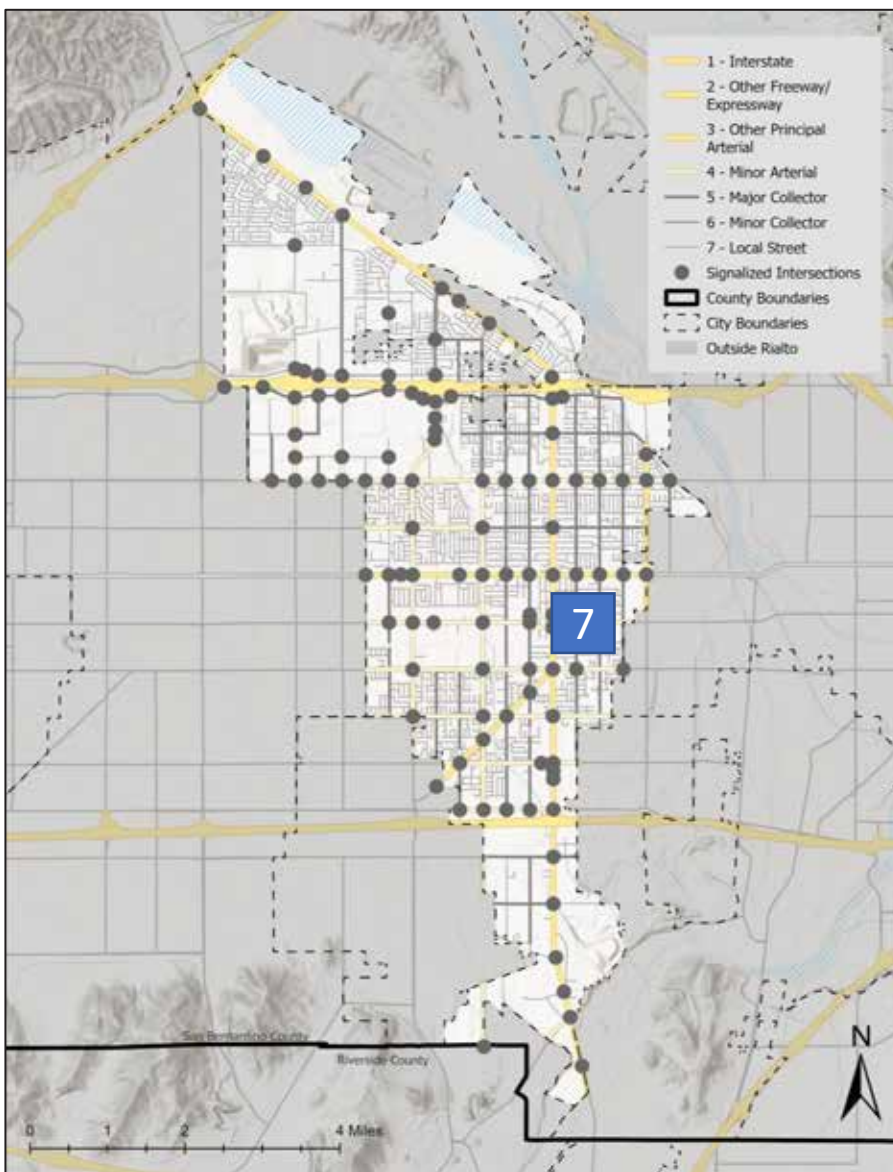 1 - Interstate
2 - Other Freeway/
Expressway
3 - Other Principal
Arterial
4 - Minor Arterial
5 - Major Collector
6 - Minor Collector
7 - Local Street
Signalized Intersections
County Boundaries
City Boundaries
Outside Rialto
7
San Bernardino County
Riverside County
N
0 2 4 Miles